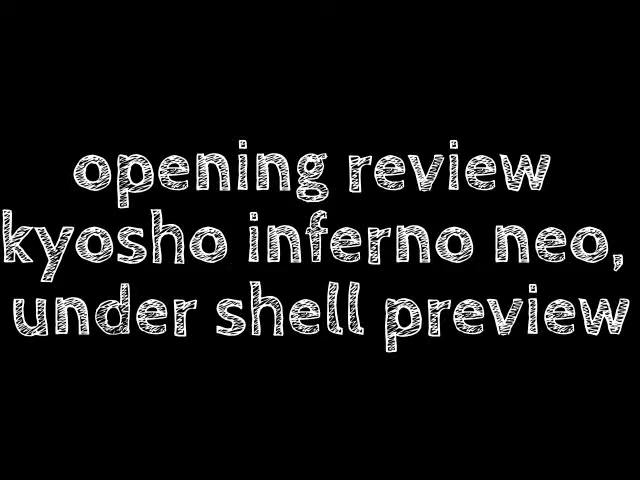 opening review
kyosho inferno neo,
under shell preview